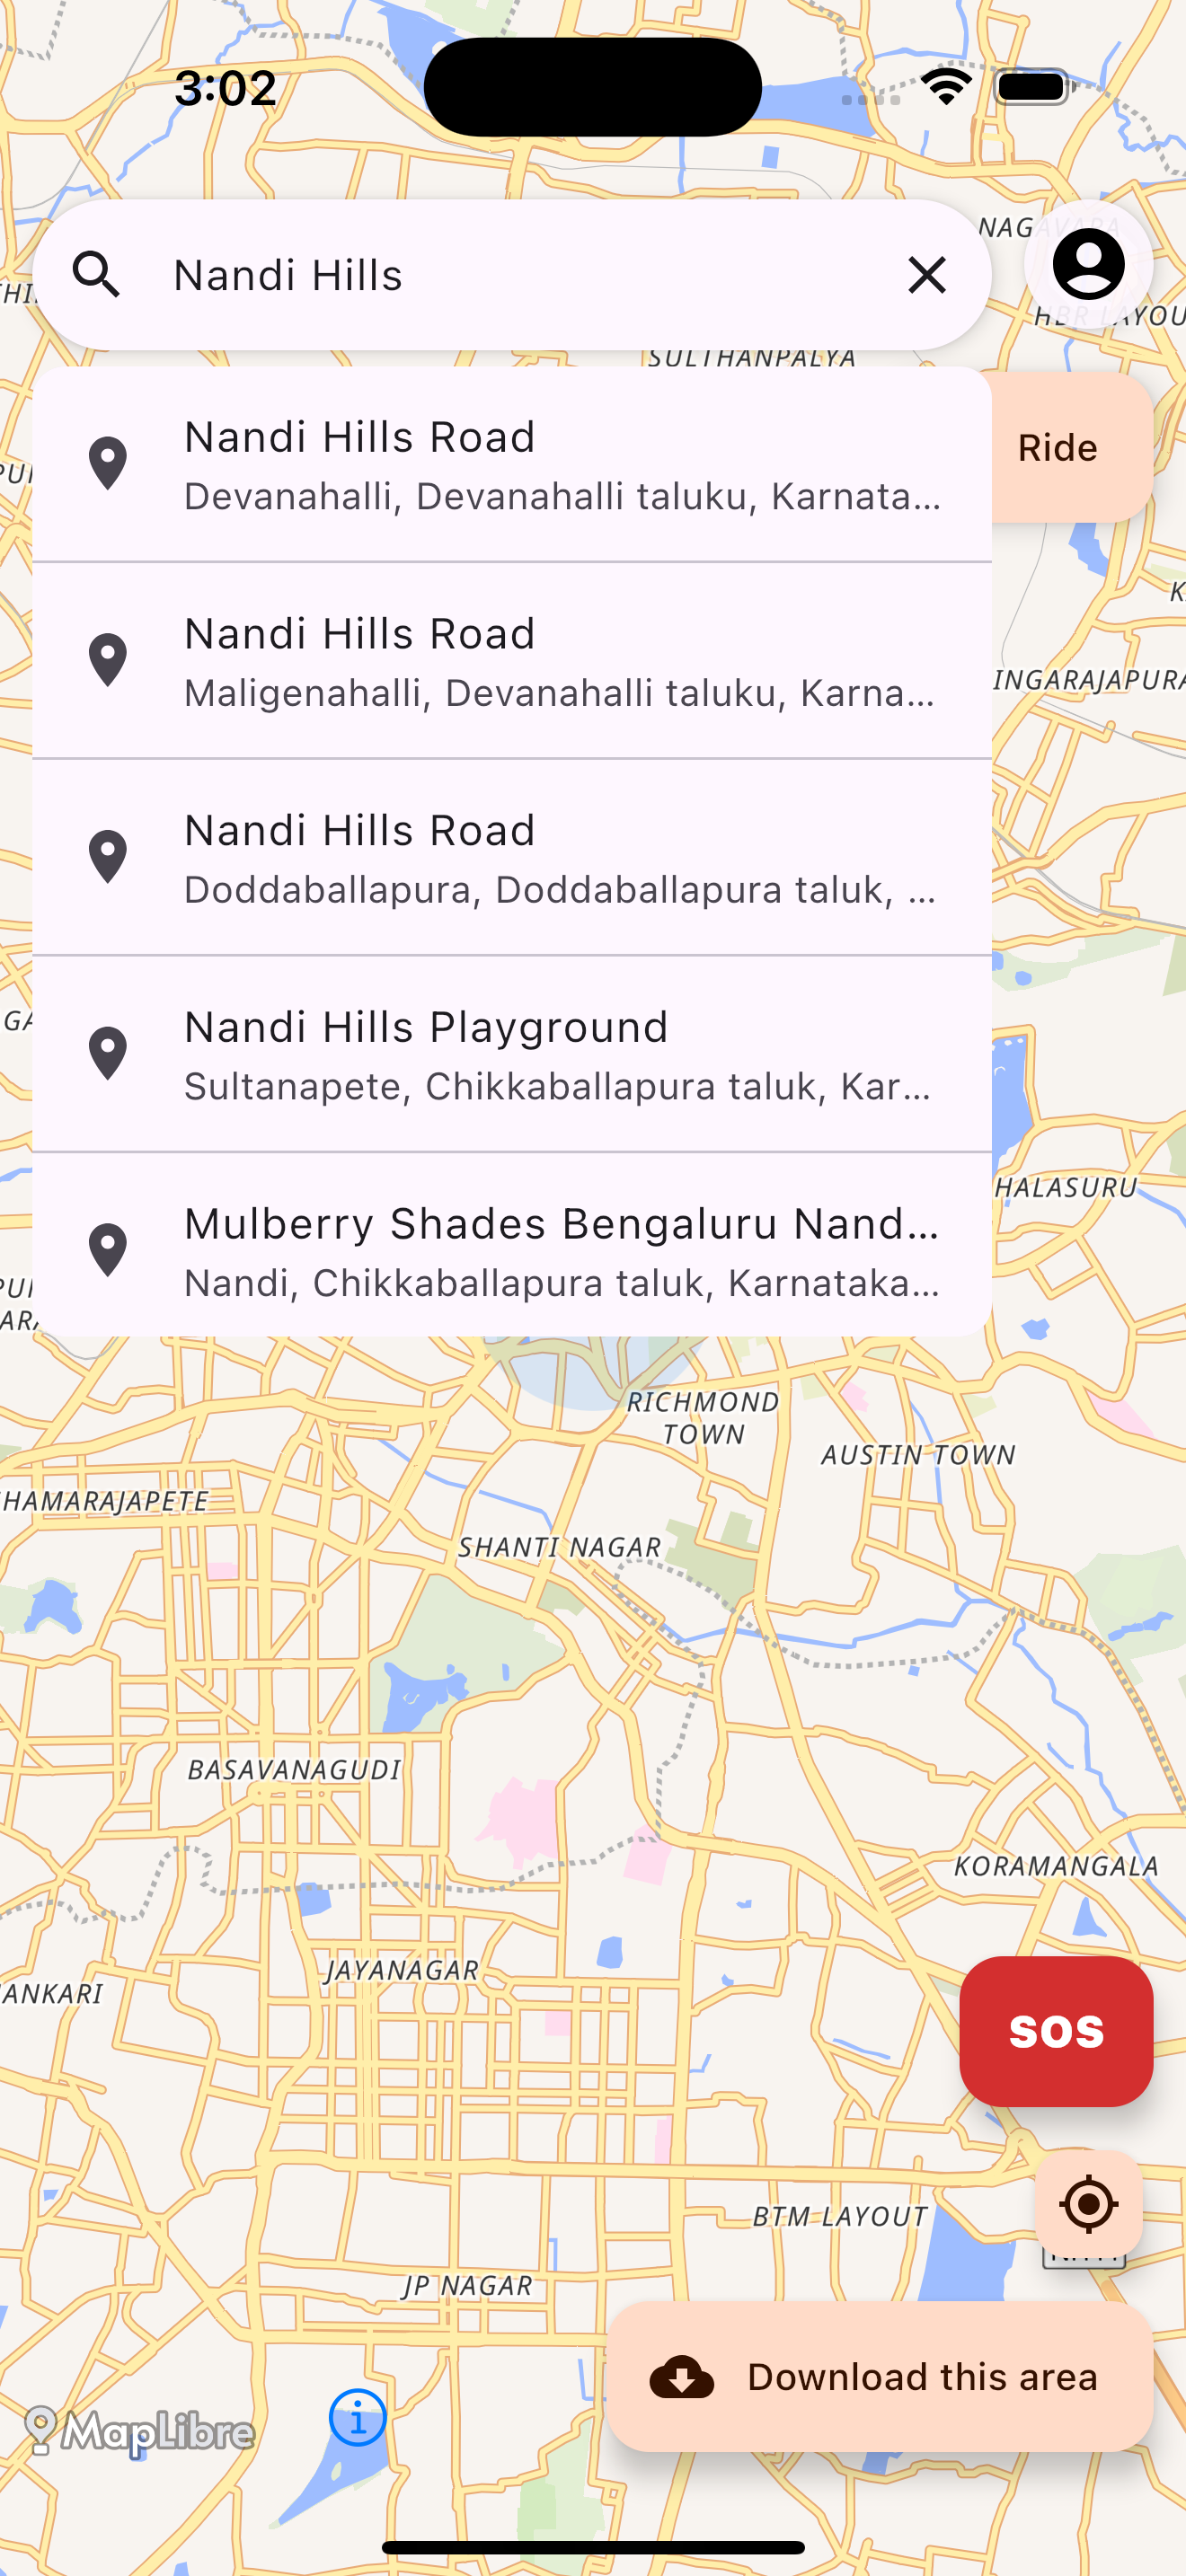 3:02
NAGAVARA
Nandi Hills
HBR LAYOU
SULTHANPALYA
Nandi Hills Road
Devanahalli, Devanahalli taluku, Karnata...
Ride
Nandi Hills Road
Maligenahalli, Devanahalli taluku, Karna...
INGARAJAPURA
Nandi Hills Road
Doddaballapura, Doddaballapura taluk, ...
Nandi Hills Playground
Sultanapete, Chikkaballapura taluk, Kar...
HALASURU
Mulberry Shades Bengaluru Nand...
Nandi, Chikkaballapura taluk, Karnataka...
RICHMOND
TOWN
AUSTIN TOWN
HAMARAJAPETE
SHANTI NAGAR
BASAVANAGUDI
KORAMANGALA
JAYANAGAR
ANKARI
SOS
BTM LAYOUT
JP NAGAR
Download this area
MapLibre